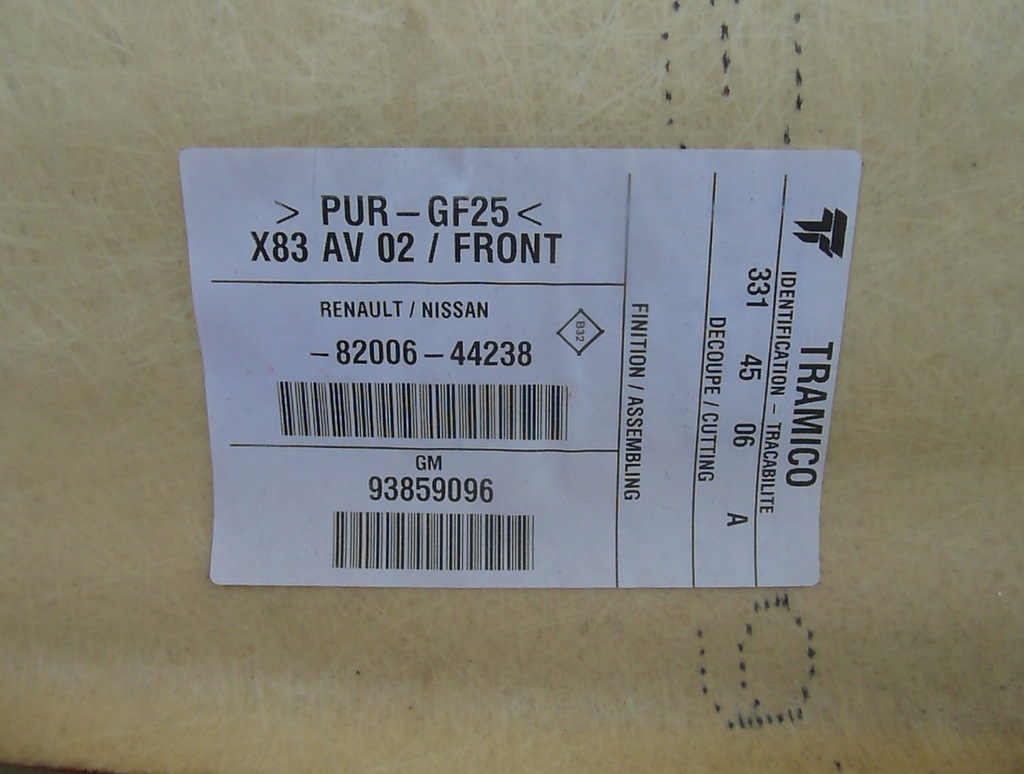 > PUR – GF25 <
X83 AV 02 / FRONT
RENAULT / NISSAN
B32
– 82006 – 44238
GM
93859096
FINITION / ASSEMBLING
DECOUPE / CUTTING
331 45 06 A
IDENTIFICATION – TRACABILITE
TRAMICO